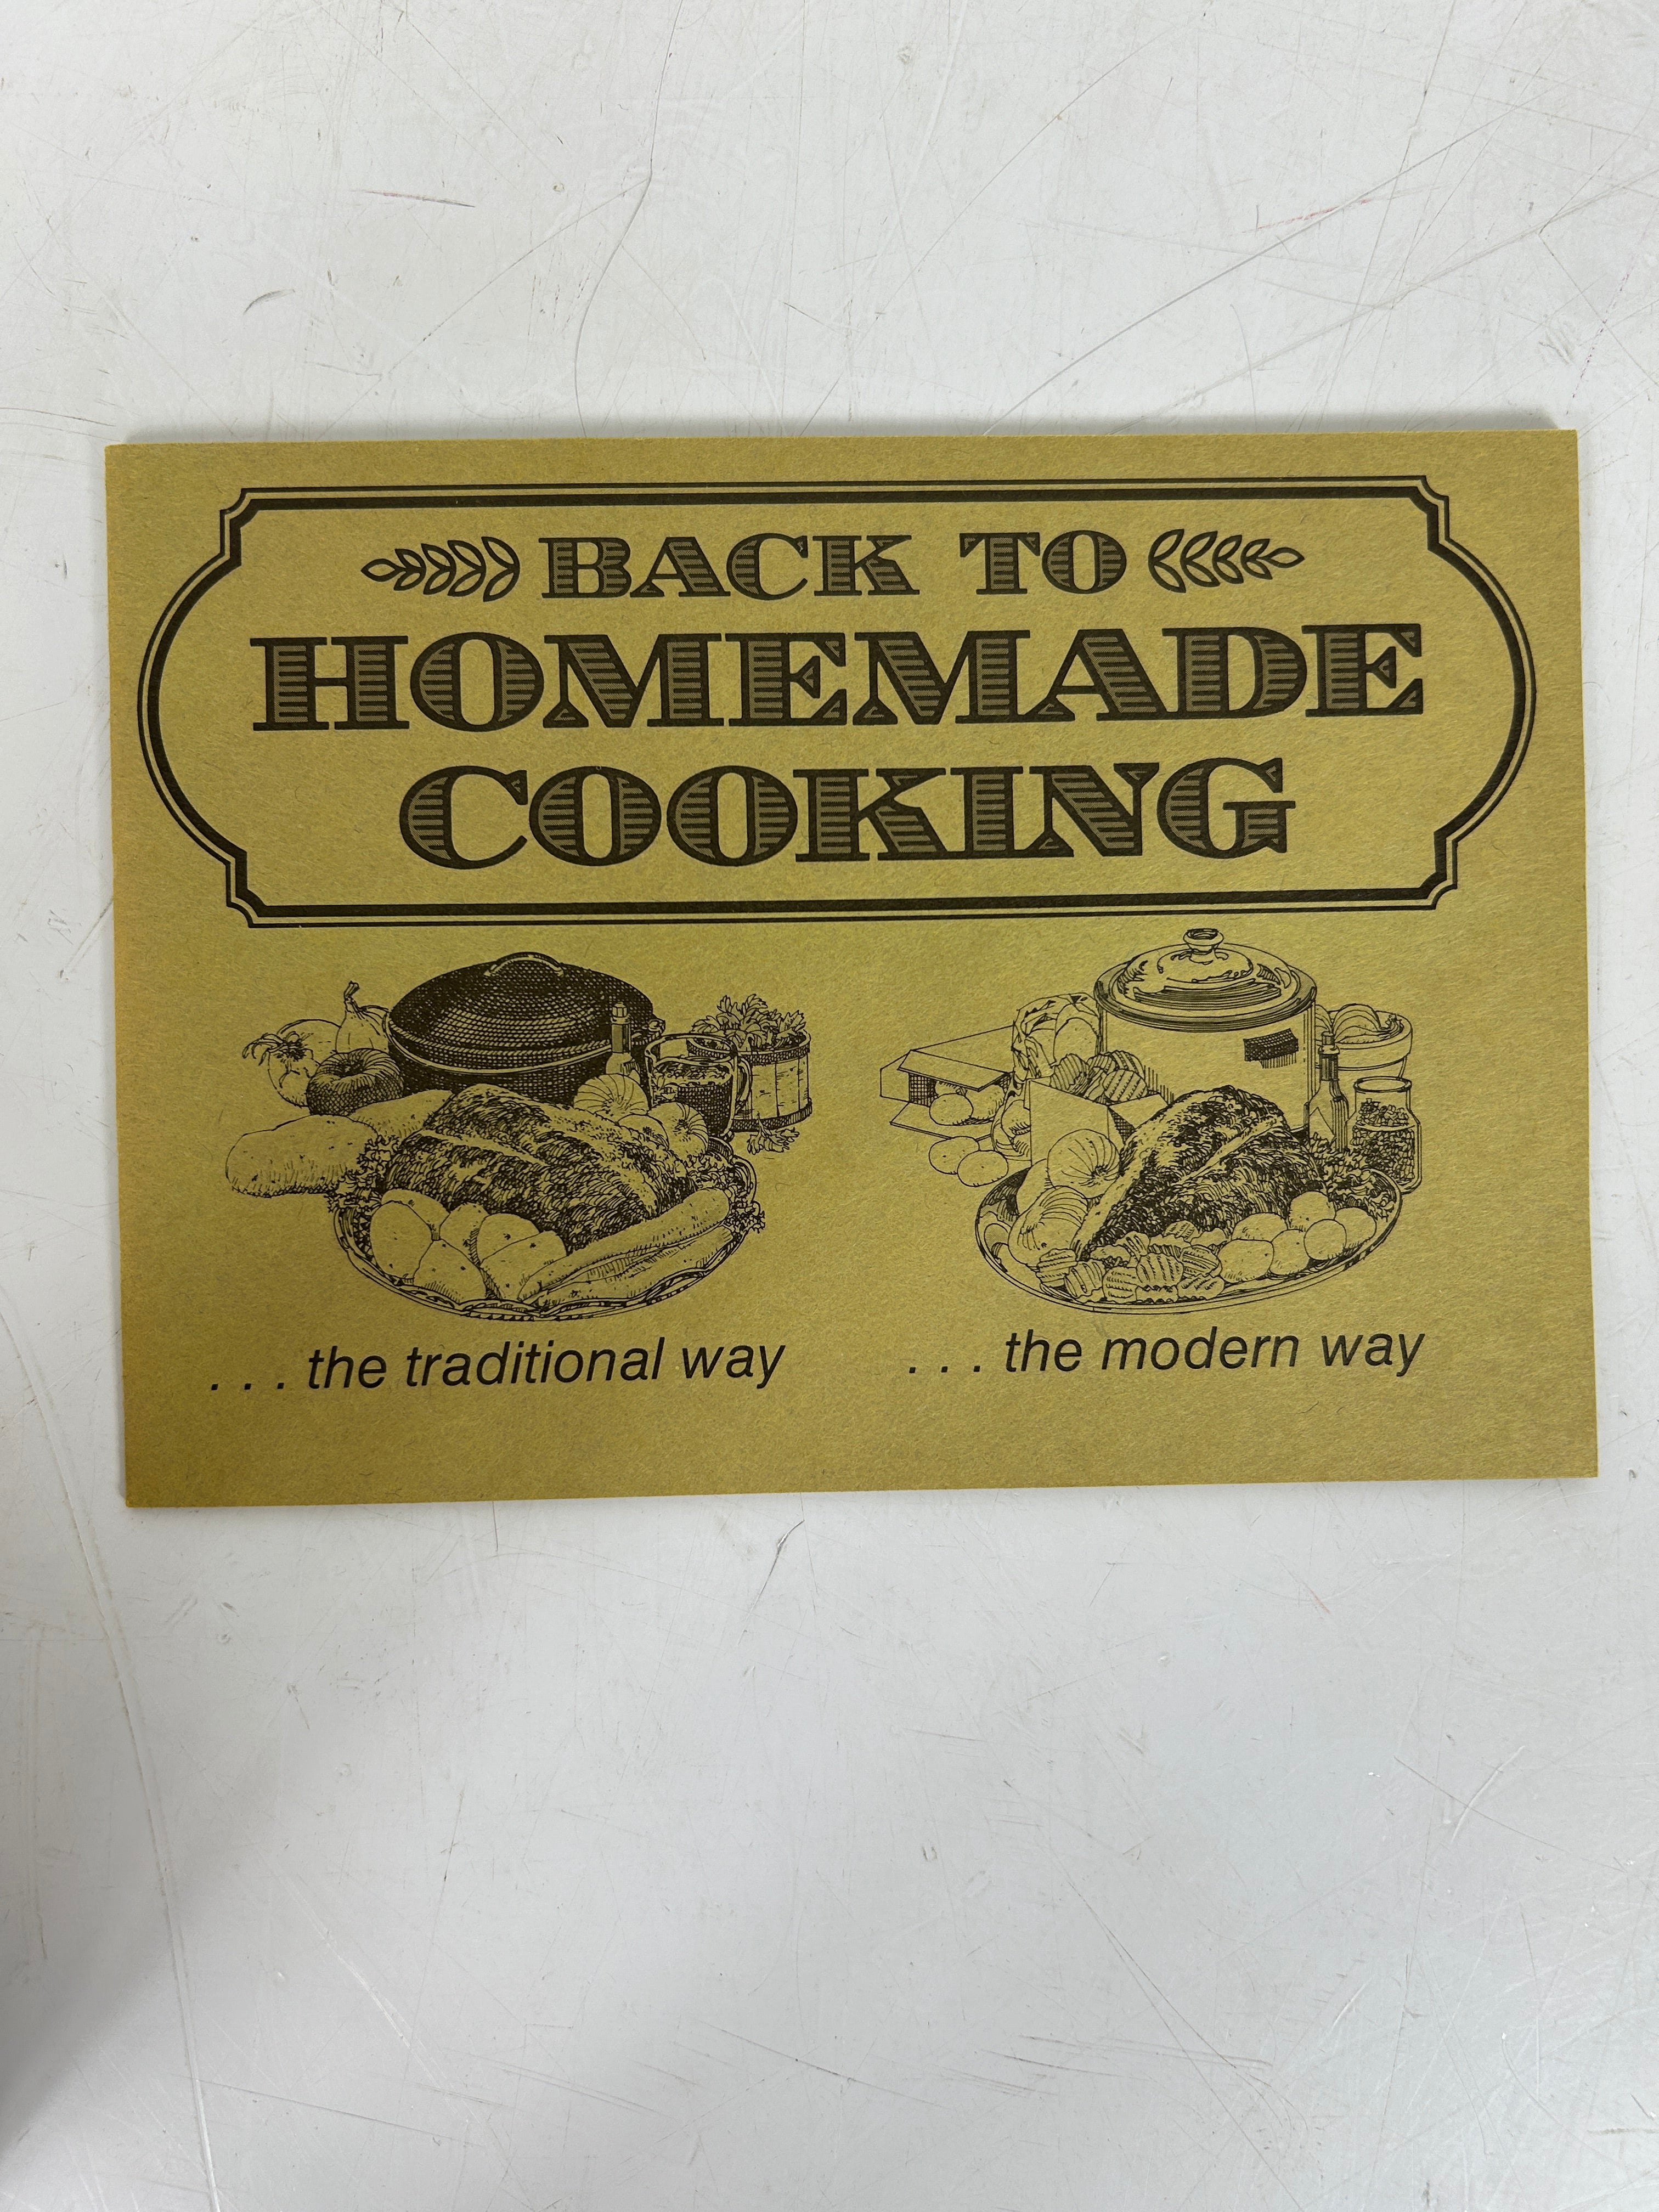 BACK TO
HOMEMADE
COOKING
. . . the traditional way
. . . the modern way